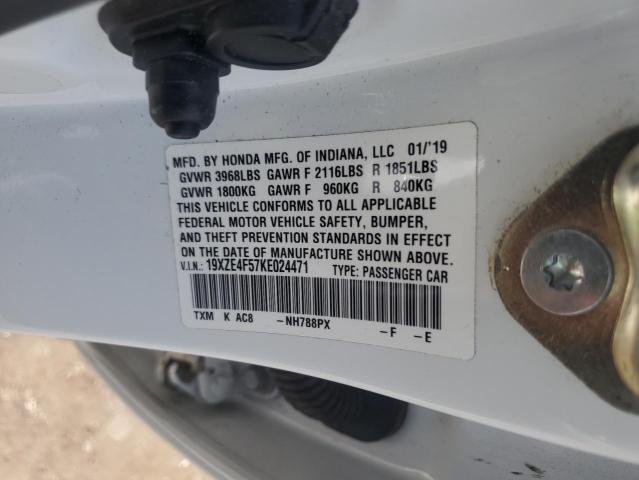 MFD. BY HONDA MFG. OF INDIANA, LLC 01/'19
GVWR 3968LBS GAWR F 2116LBS R 1851LBS
GVWR 1800KG GAWR F 960KG R 840KG
THIS VEHICLE CONFORMS TO ALL APPLICABLE
FEDERAL MOTOR VEHICLE SAFETY, BUMPER,
AND THEFT PREVENTION STANDARDS IN EFFECT
ON THE DATE OF MANUFACTURE SHOWN ABOVE.
V.I.N.: 19XZE4F57KE024471 TYPE: PASSENGER CAR
TXM K AC8 -NH788PX -F -E